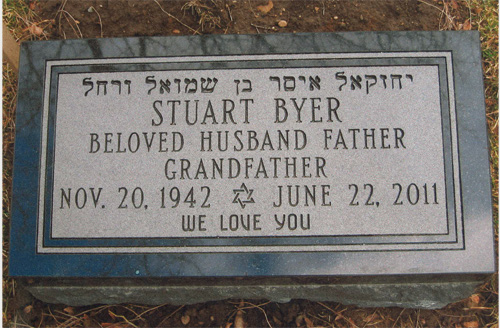 יחזקאל איסר בן שמואל ורחל
STUART BYER
BELOVED HUSBAND FATHER
GRANDFATHER
NOV. 20, 1942 ✡ JUNE 22, 2011
WE LOVE YOU